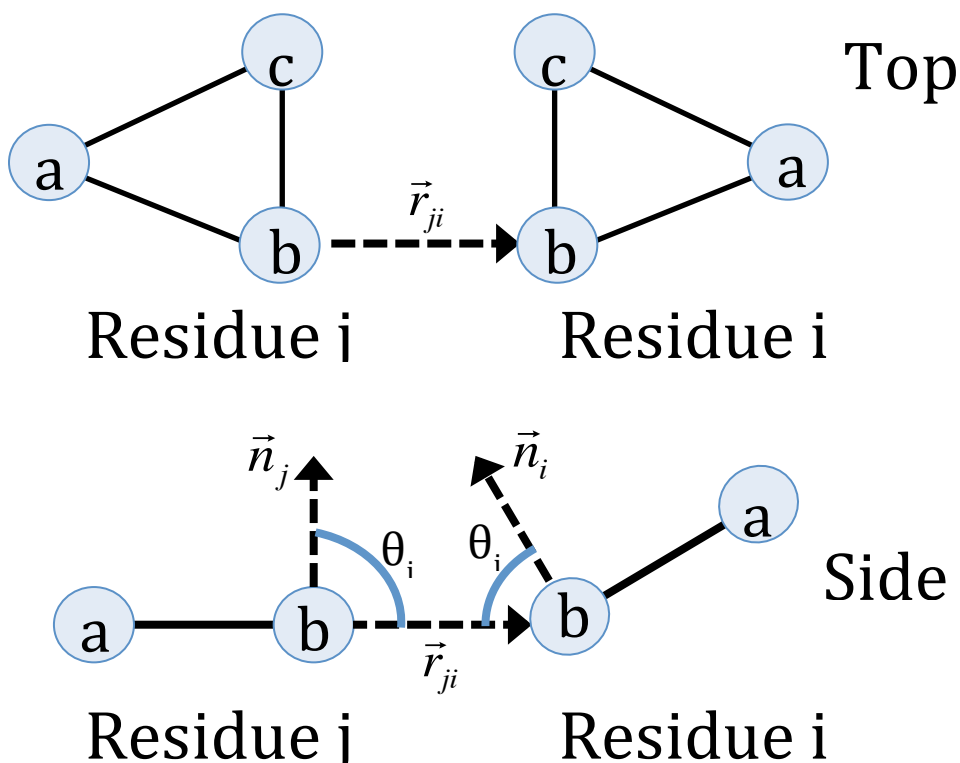 c
c
Top
a
a
r⃗ji
b
b
Residue j
Residue i
n⃗j
n⃗i
θi
θi
a
Side
a
b
b
r⃗ji
Residue j
Residue i